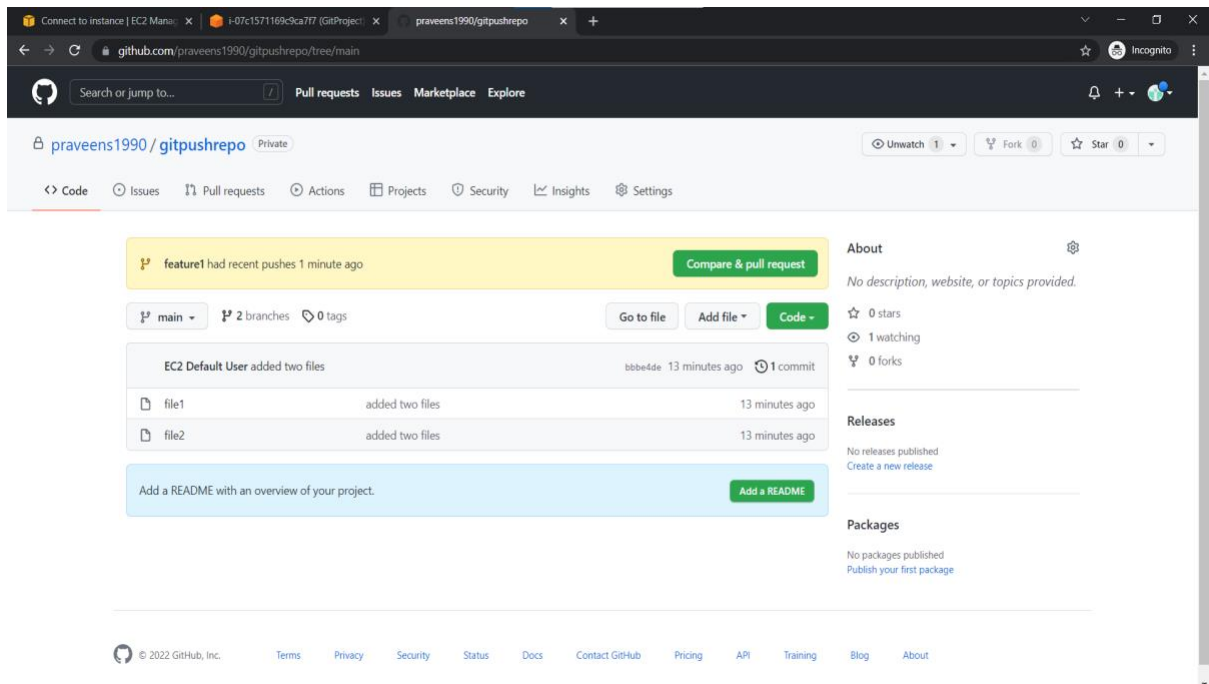 Connect to instance | EC2 Manag
i-07c1571169c9ca7f7 (GitProject)
praveens1990/gitpushrepo
github.com/praveens1990/gitpushrepo/tree/main
Incognito
Search or jump to...
/
Pull requests Issues Marketplace Explore
praveens1990 / gitpushrepo Private
Unwatch 1
Fork 0
Star 0
<> Code Issues Pull requests Actions Projects Security Insights Settings
feature1 had recent pushes 1 minute ago
Compare & pull request
main 2 branches 0 tags
Go to file Add file Code
EC2 Default User added two files bbbe4de 13 minutes ago 1 commit
file1 added two files 13 minutes ago
file2 added two files 13 minutes ago
Add a README with an overview of your project.
Add a README
About
No description, website, or topics provided.
0 stars
1 watching
0 forks
Releases
No releases published
Create a new release
Packages
No packages published
Publish your first package
© 2022 GitHub, Inc. Terms Privacy Security Status Docs Contact GitHub Pricing API Training Blog About